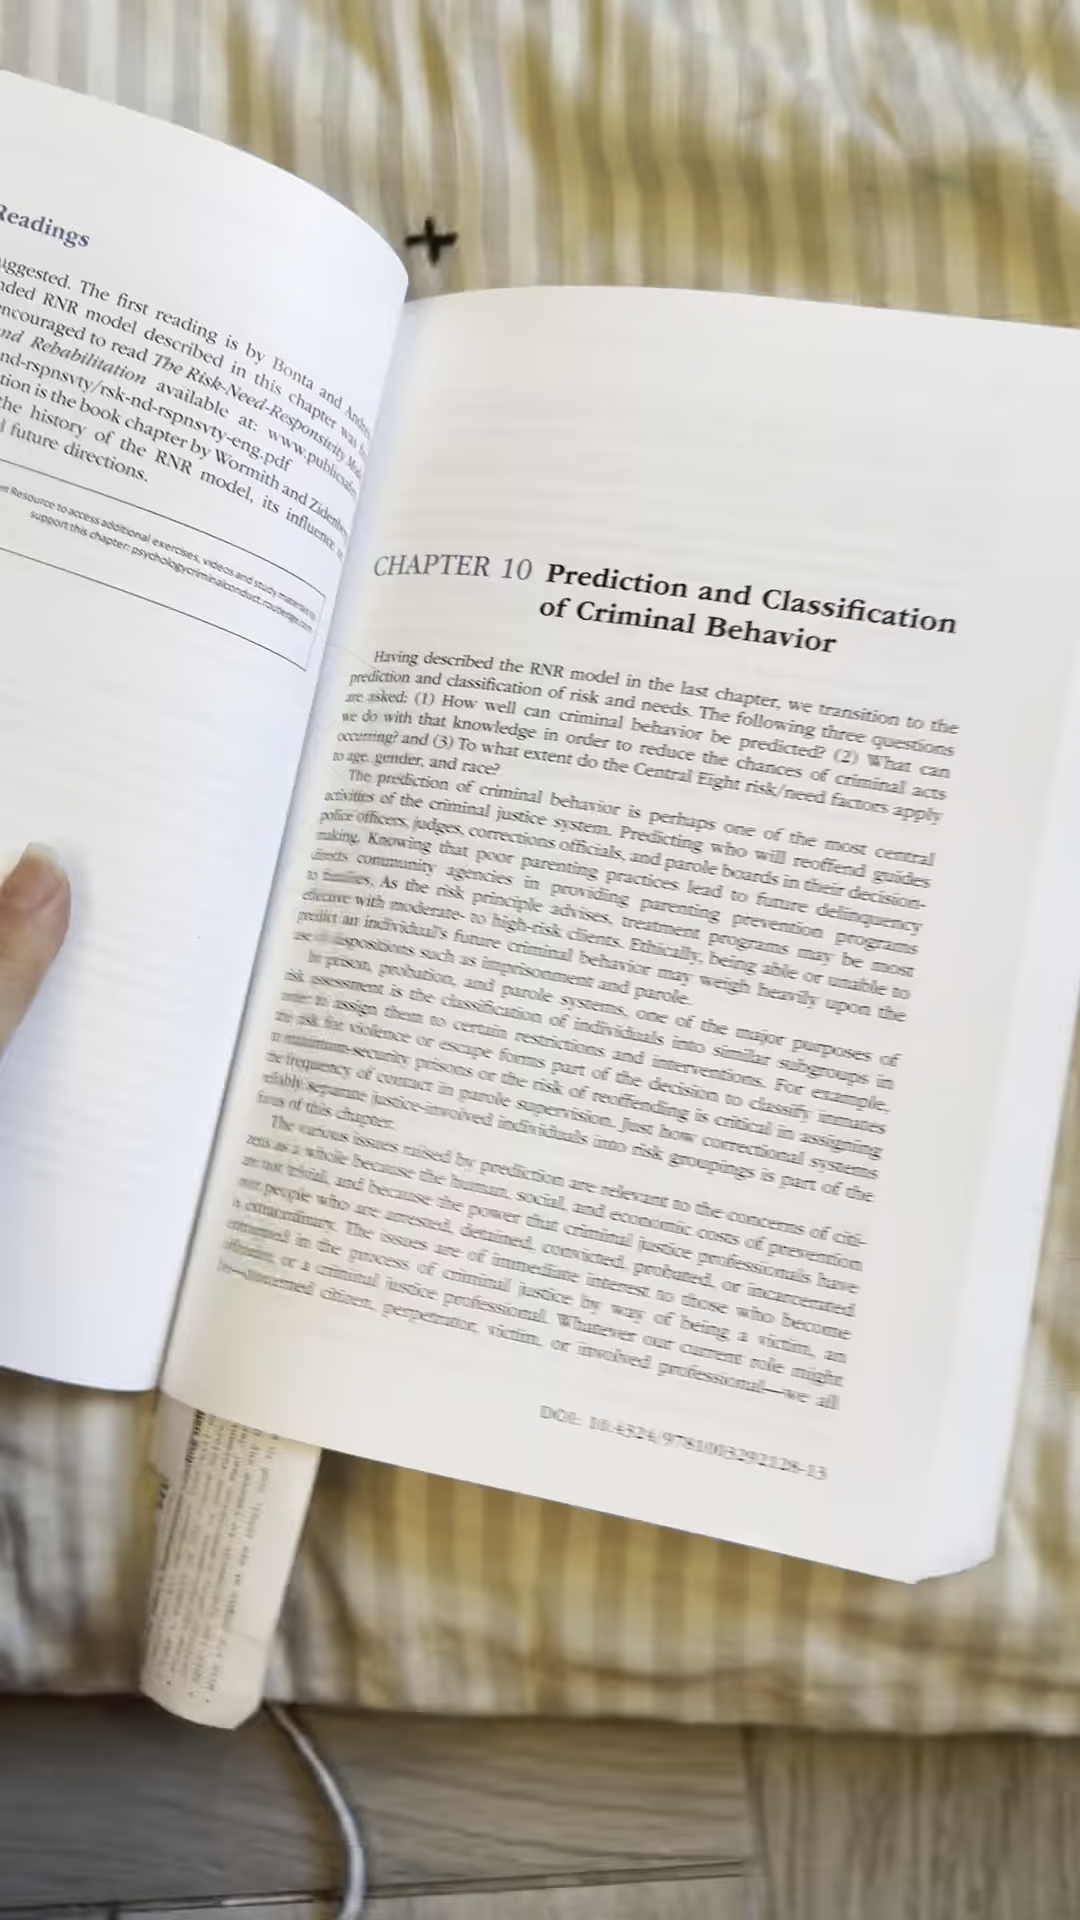 Readings
uggested. The first reading is by Bonta and
nded RNR model described in this chapter was
encouraged to read The Risk-Need-Responsivity
nd Rehabilitation available at: www.publicsafe
nd-rspnsvty/rsk-nd-rspnsvty-eng.pdf
tion is the book chapter by Wormith and
the history of the RNR model, its influence
l future directions.
Resource to access additional exercises, videos and study materials
support this chapter: psychologycriminalconduct.routledge.com
CHAPTER 10 Prediction and Classification
of Criminal Behavior
Having described the RNR model in the last chapter, we transition to the
prediction and classification of risk and needs. The following three questions
are asked: (1) How well can criminal behavior be predicted? (2) What can
we do with that knowledge in order to reduce the chances of criminal acts
occurring? and (3) To what extent do the Central Eight risk/need factors apply
to age, gender, and race?
The prediction of criminal behavior is perhaps one of the most central
activities of the criminal justice system. Predicting who will reoffend guides
police officers, judges, corrections officials, and parole boards in their decision-
making. Knowing that poor parenting practices lead to future delinquency
directs community agencies in providing parenting prevention programs
to families. As the risk principle advises, treatment programs may be most
effective with moderate- to high-risk clients. Ethically, being able or unable to
predict an individual's future criminal behavior may weigh heavily upon the
use of dispositions such as imprisonment and parole.
In prison, probation, and parole systems, one of the major purposes of
risk assessment is the classification of individuals into similar subgroups in
order to assign them to certain restrictions and interventions. For example,
the risk for violence or escape forms part of the decision to classify inmates
to maximum-security prisons or the risk of reoffending is critical in assigning
the frequency of contact in parole supervision. Just how correctional systems
reliably separate justice-involved individuals into risk groupings is part of the
focus of this chapter.
The various issues raised by prediction are relevant to the concerns of citi-
zens as a whole because the human, social, and economic costs of prevention
are not trivial, and because the power that criminal justice professionals have
over people who are arrested, detained, convicted, probated, or incarcerated
is extraordinary. The issues are of immediate interest to those who become
entrained in the process of criminal justice by way of being a victim, an
offender, or a criminal justice professional. Whatever our current role might
be—concerned citizen, perpetrator, victim, or involved professional—we all
DOI: 10.4324/9781003292128-13